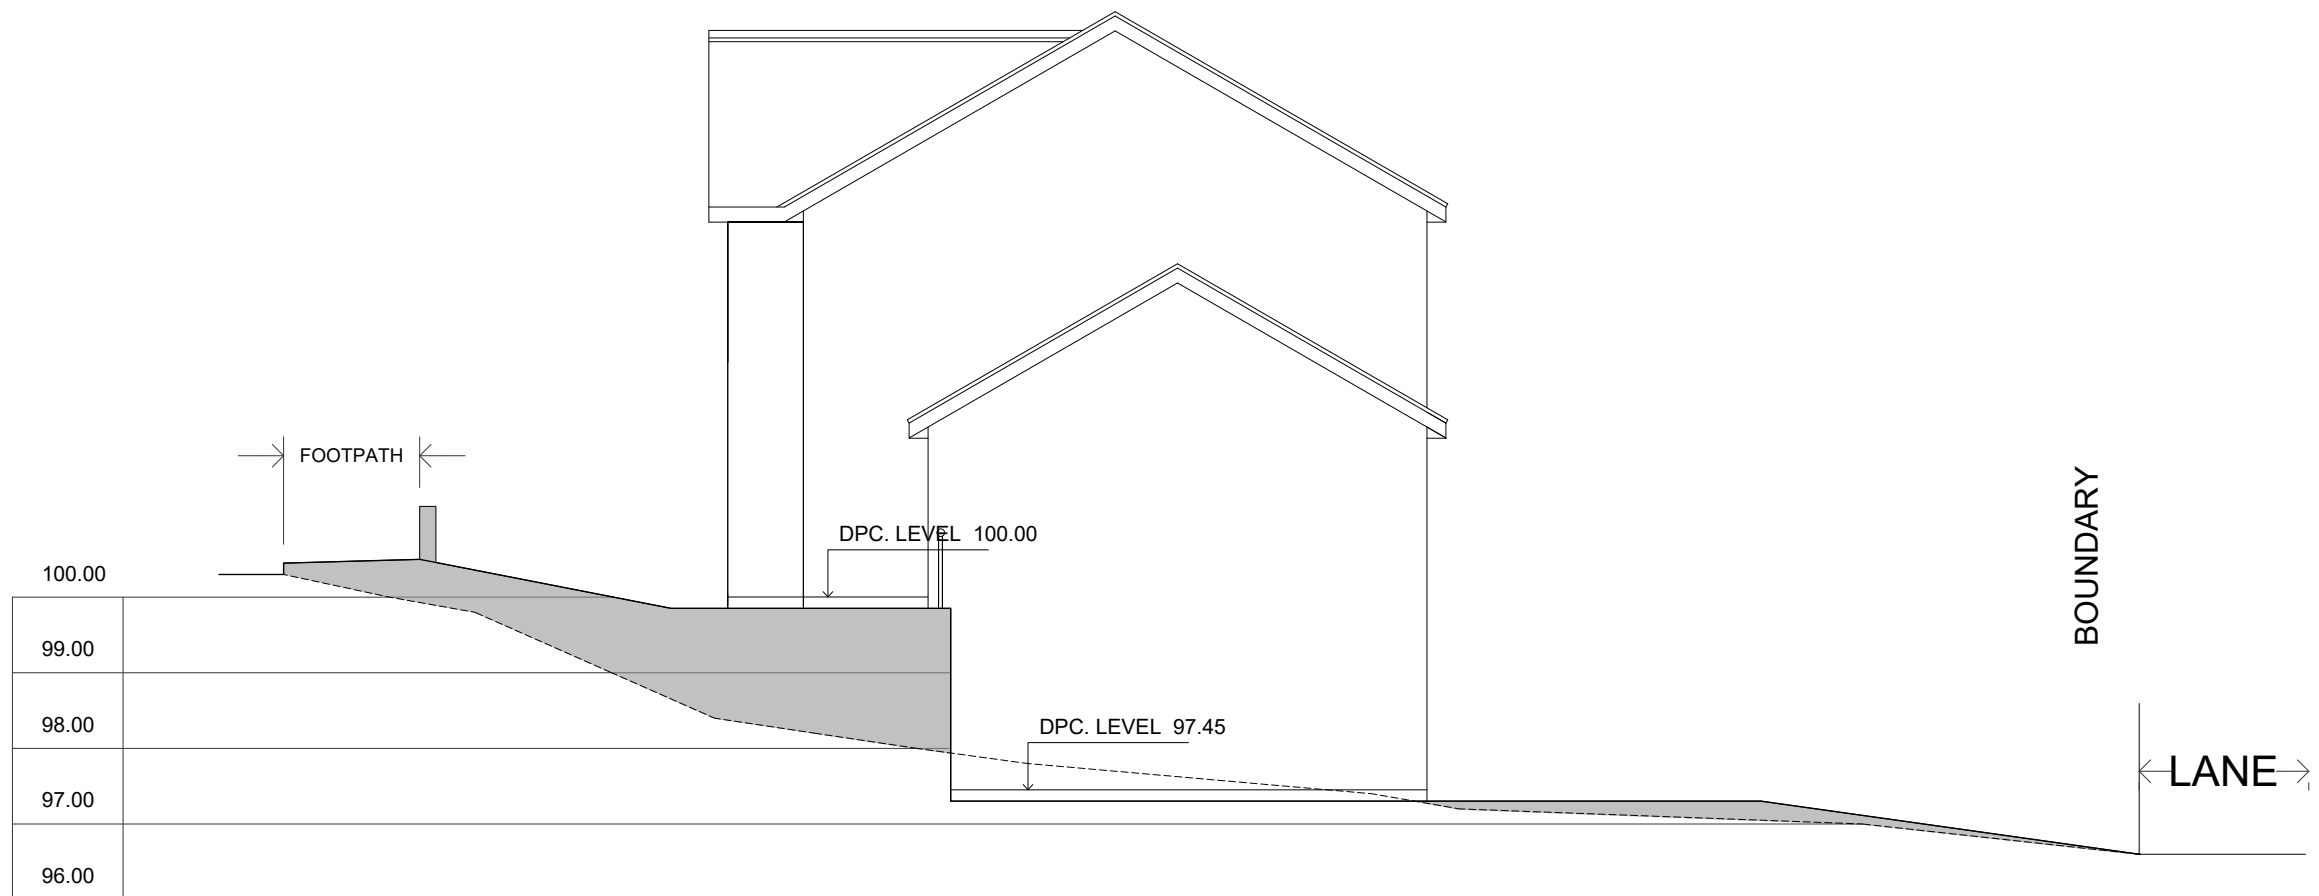 FOOTPATH
DPC. LEVEL 100.00
BOUNDARY
100.00
99.00
98.00
DPC. LEVEL 97.45
LANE
97.00
96.00